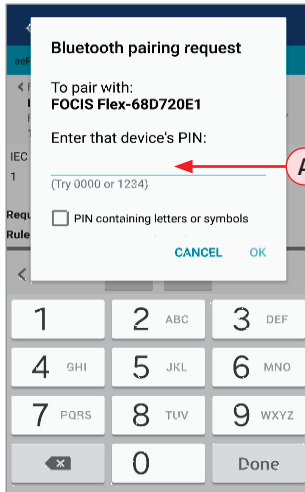 Bluetooth pairing request
To pair with:
FOCIS Flex-68D720E1
Enter that device's PIN:
A
(Try 0000 or 1234)
IEC
1
PIN containing letters or symbols
Requ
Rule
CANCEL OK
1 2 ABC 3 DEF
4 GHI 5 JKL 6 MNO
7 PQRS 8 TUV 9 WXYZ
0 Done